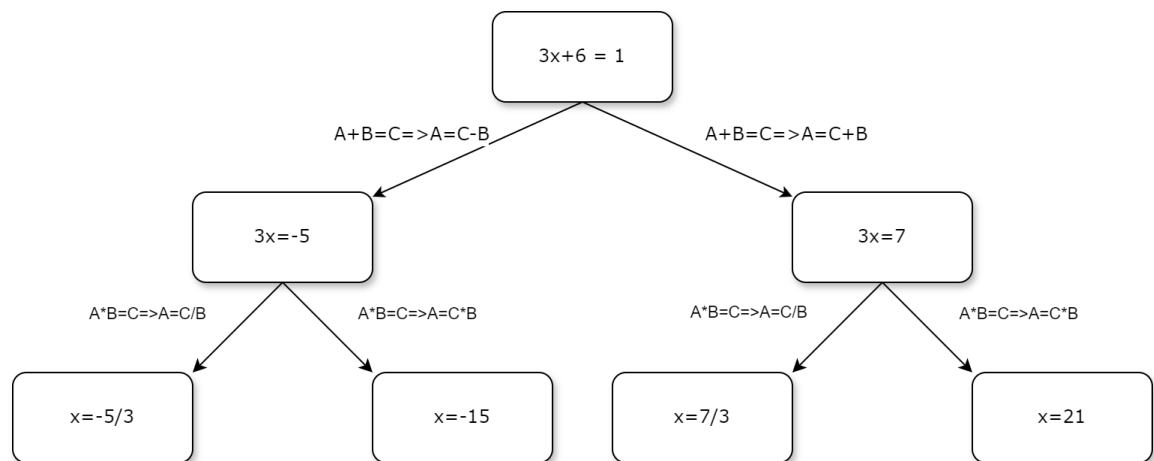 3x+6 = 1
A+B=C=>A=C-B
A+B=C=>A=C+B
3x=-5
3x=7
A*B=C=>A=C/B
A*B=C=>A=C*B
A*B=C=>A=C/B
A*B=C=>A=C*B
x=-5/3
x=-15
x=7/3
x=21